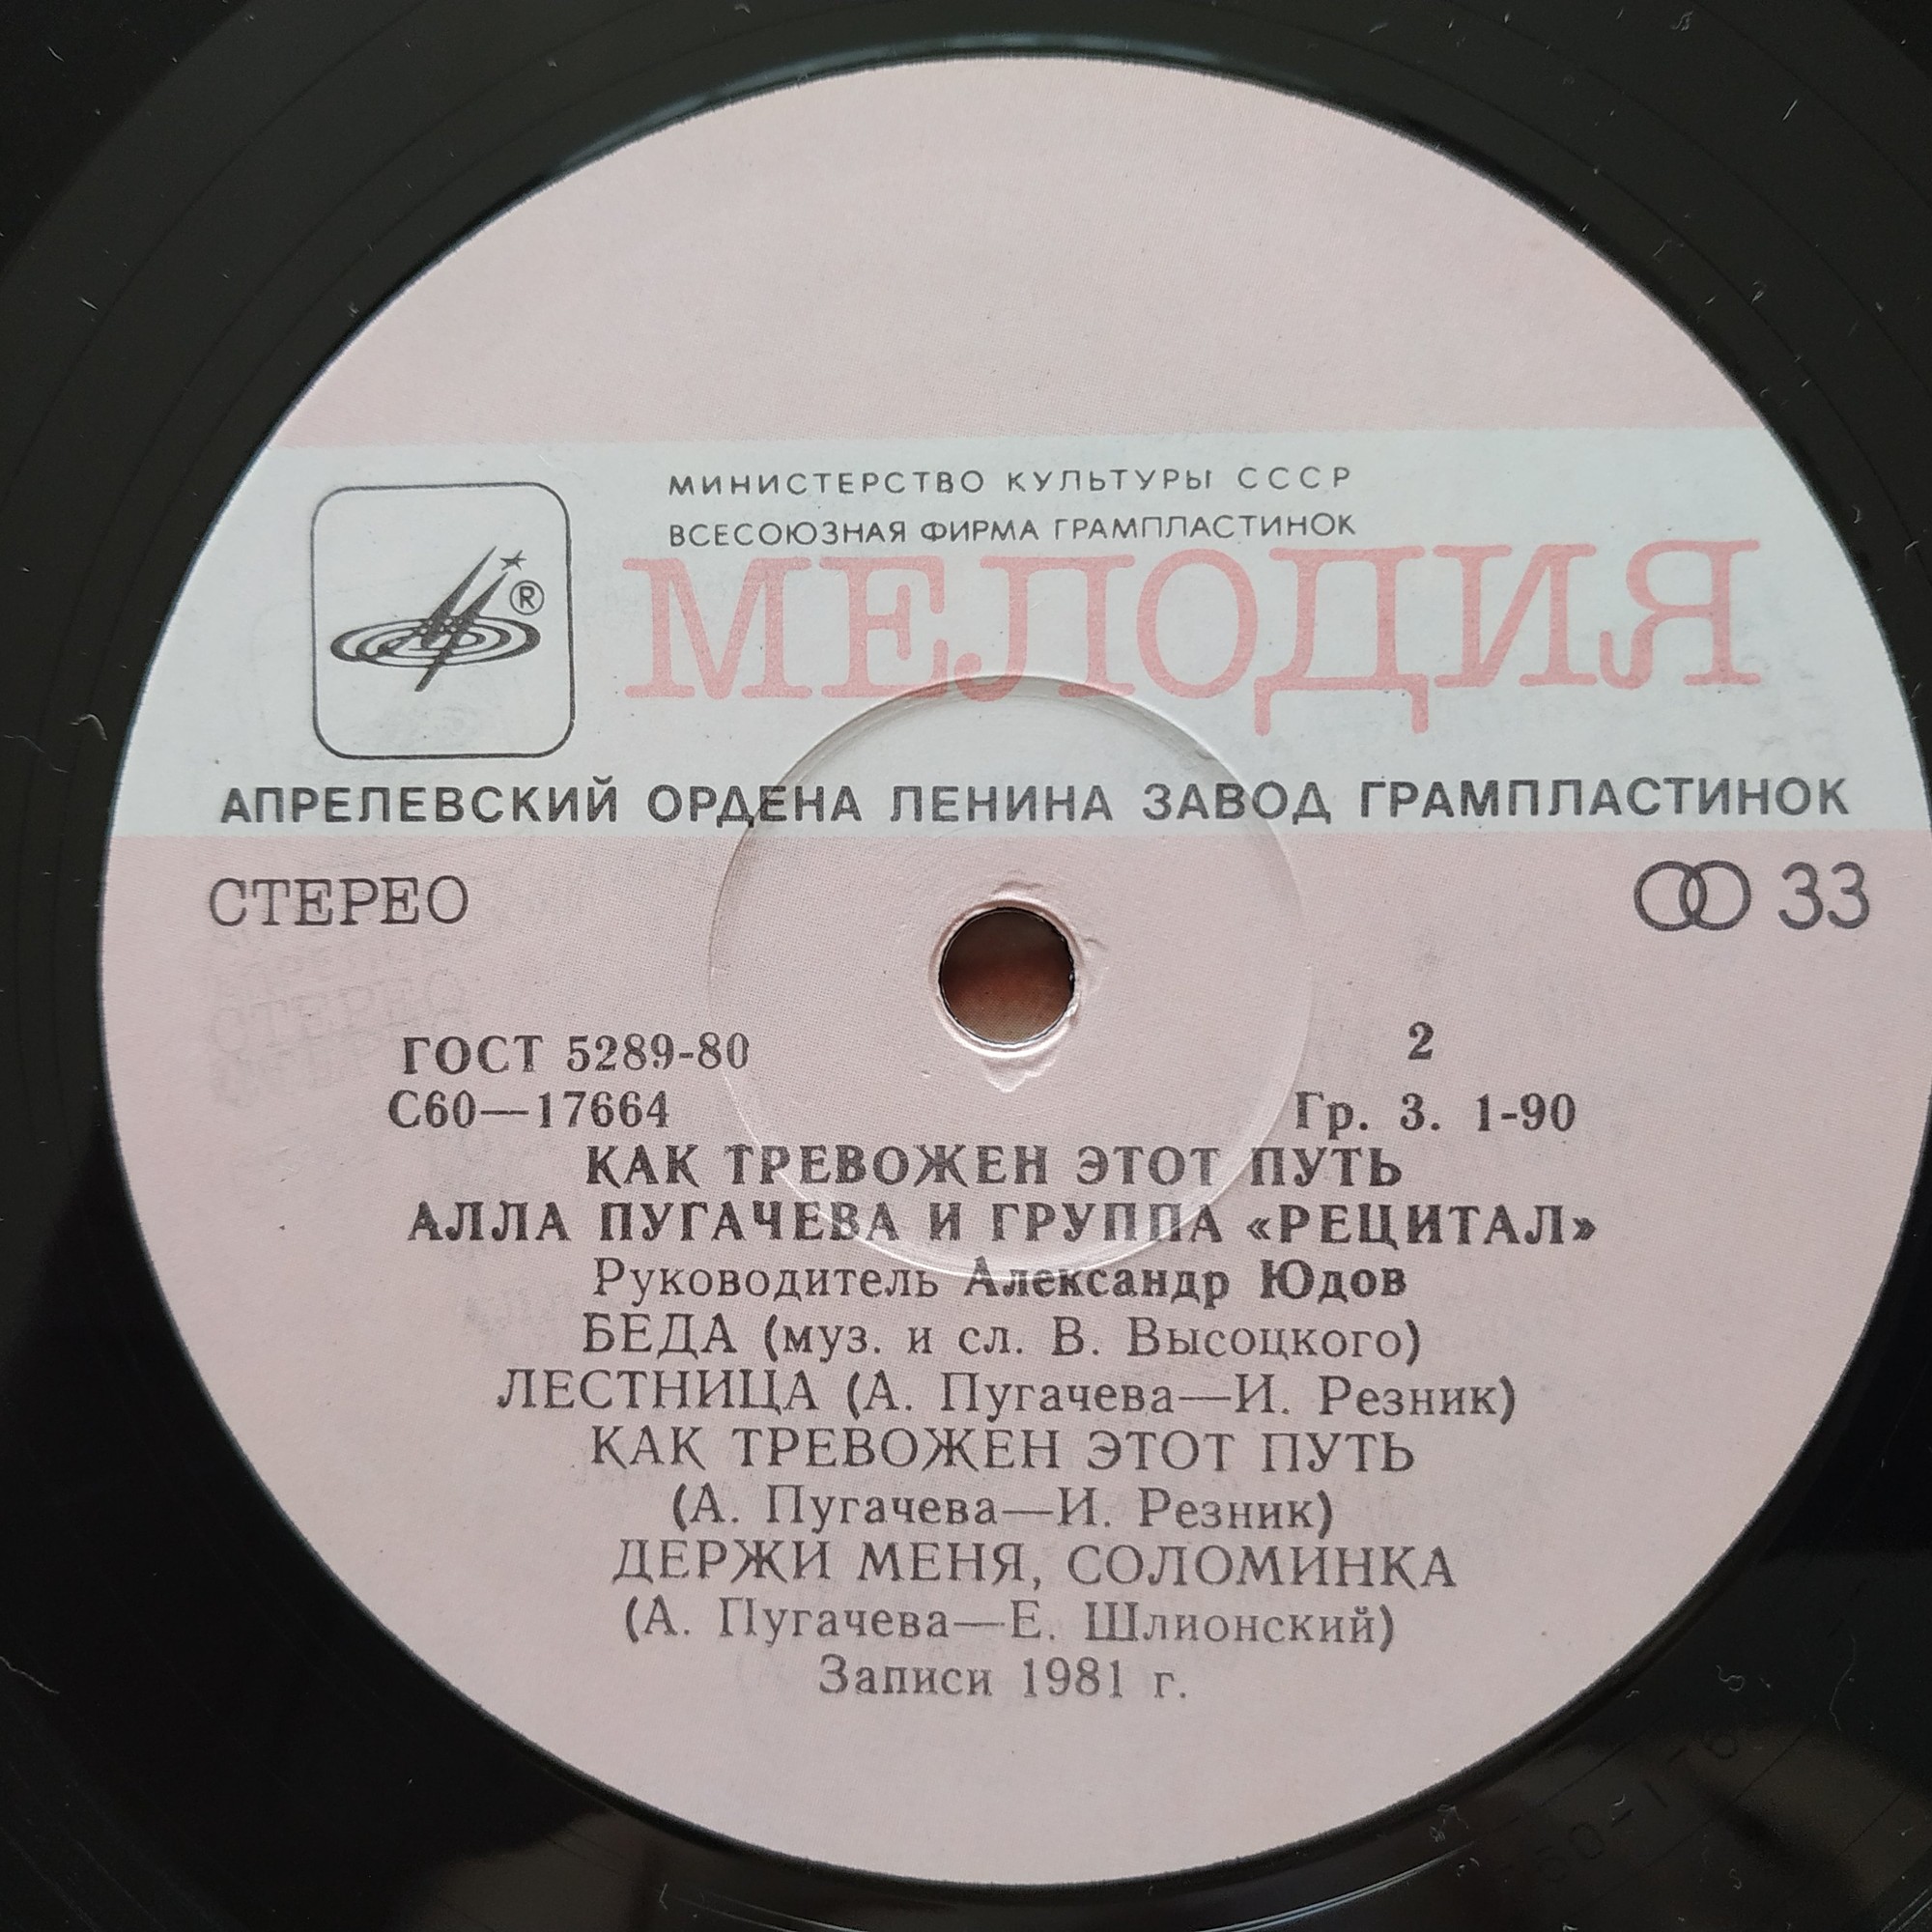 МИНИСТЕРСТВО КУЛЬТУРЫ СССР
ВСЕСОЮЗНАЯ ФИРМА ГРАМПЛАСТИНОК
МЕЛОДИЯ
®
АПРЕЛЕВСКИЙ ОРДЕНА ЛЕНИНА ЗАВОД ГРАМПЛАСТИНОК
СТЕРЕО 33
ГОСТ 5289-80 2
С60—17664 Гр. 3. 1-90
КАК ТРЕВОЖЕН ЭТОТ ПУТЬ
АЛЛА ПУГАЧЕВА И ГРУППА «РЕЦИТАЛ»
Руководитель Александр Юдов
БЕДА (муз. и сл. В. Высоцкого)
ЛЕСТНИЦА (А. Пугачева—И. Резник)
КАК ТРЕВОЖЕН ЭТОТ ПУТЬ
(А. Пугачева—И. Резник)
ДЕРЖИ МЕНЯ, СОЛОМИНКА
(А. Пугачева—Е. Шлионский)
Записи 1981 г.